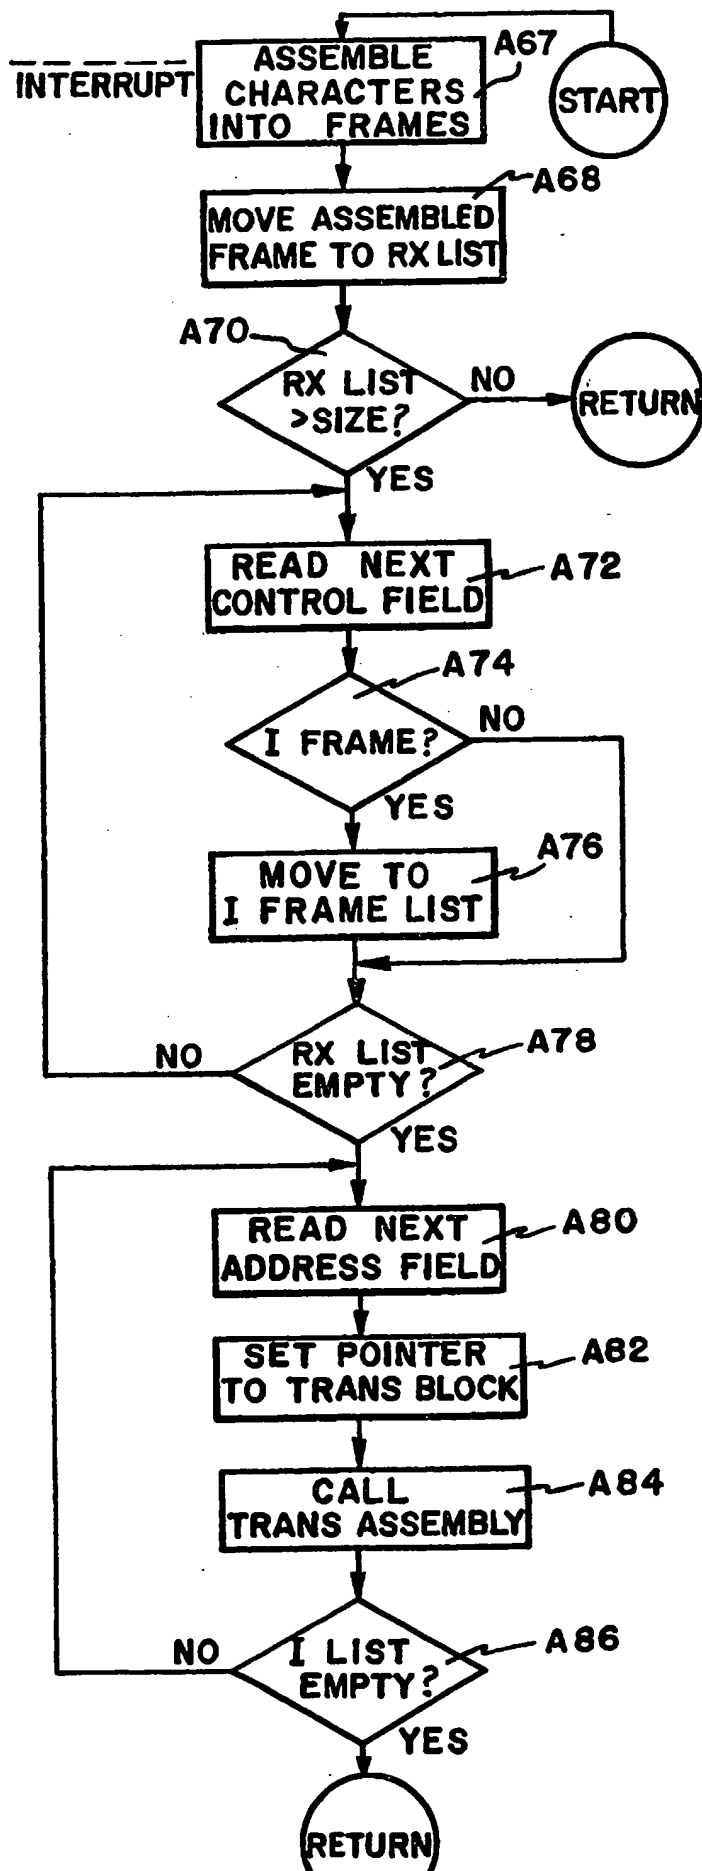 INTERRUPT
ASSEMBLE
CHARACTERS
INTO FRAMES
A67
START
A68
MOVE ASSEMBLED
FRAME TO RX LIST
A70
RX LIST
>SIZE?
NO
RETURN
YES
READ NEXT
CONTROL FIELD
A72
A74
I FRAME?
NO
YES
A76
MOVE TO
I FRAME LIST
RX LIST
EMPTY?
A78
NO
YES
READ NEXT
ADDRESS FIELD
A80
SET POINTER
TO TRANS BLOCK
A82
CALL
TRANS ASSEMBLY
A84
I LIST
EMPTY?
A86
NO
YES
RETURN